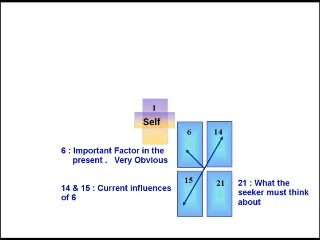 1
Self
6
14
6 : Important Factor in the
present .   Very Obvious
15
21
14 & 15 : Current influences
of 6
21 : What the
seeker must think
about